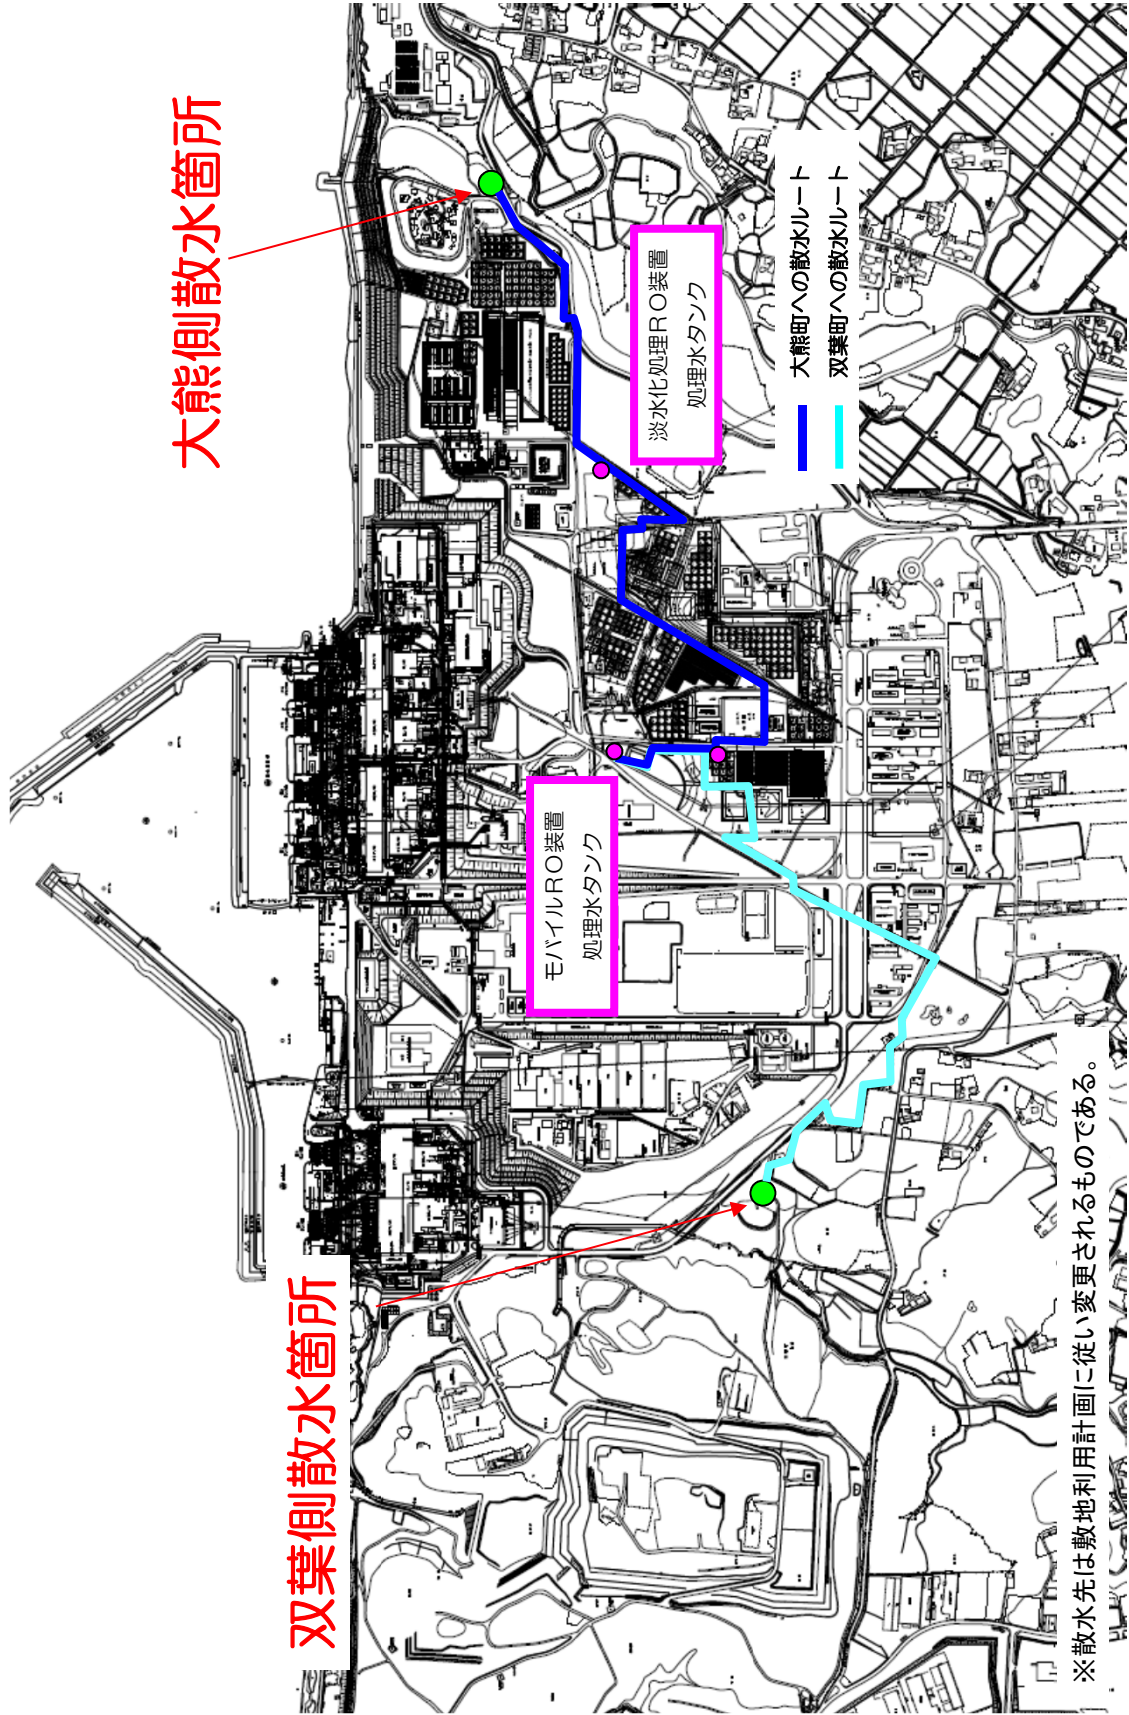 双葉側散水箇所
大熊側散水箇所
モバイルRO装置
処理水タンク
淡水化処理RO装置
処理水タンク
大熊町への散水ルート
双葉町への散水ルート
※散水先は敷地利用計画に従い変更されるものである。